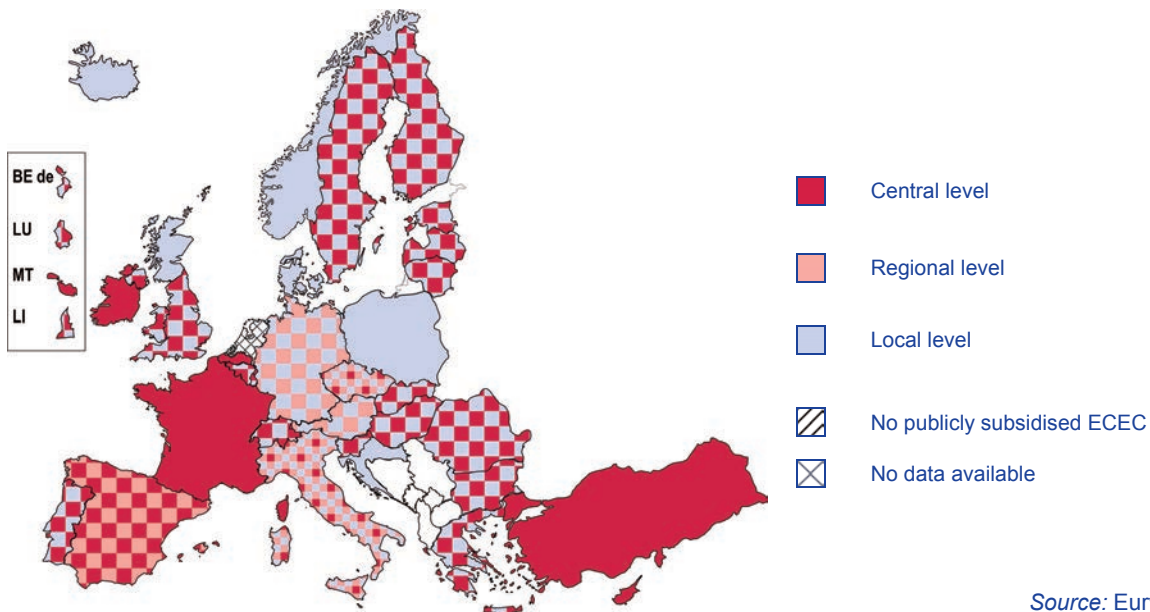 BE de
LU
MT
LI
Central level
Regional level
Local level
No publicly subsidised ECEC
No data available
Source: Eur